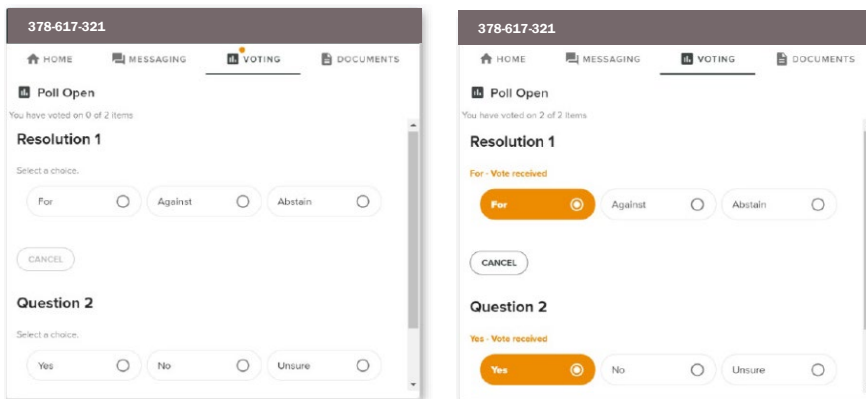 378-617-321
HOME MESSAGING VOTING DOCUMENTS
Poll Open
You have voted on 0 of 2 items
Resolution 1
Select a choice.
For Against Abstain
CANCEL
Question 2
Select a choice.
Yes No Unsure
378-617-321
HOME MESSAGING VOTING DOCUMENTS
Poll Open
You have voted on 2 of 2 items
Resolution 1
For - Vote received
For Against Abstain
CANCEL
Question 2
Yes - Vote received
Yes No Unsure